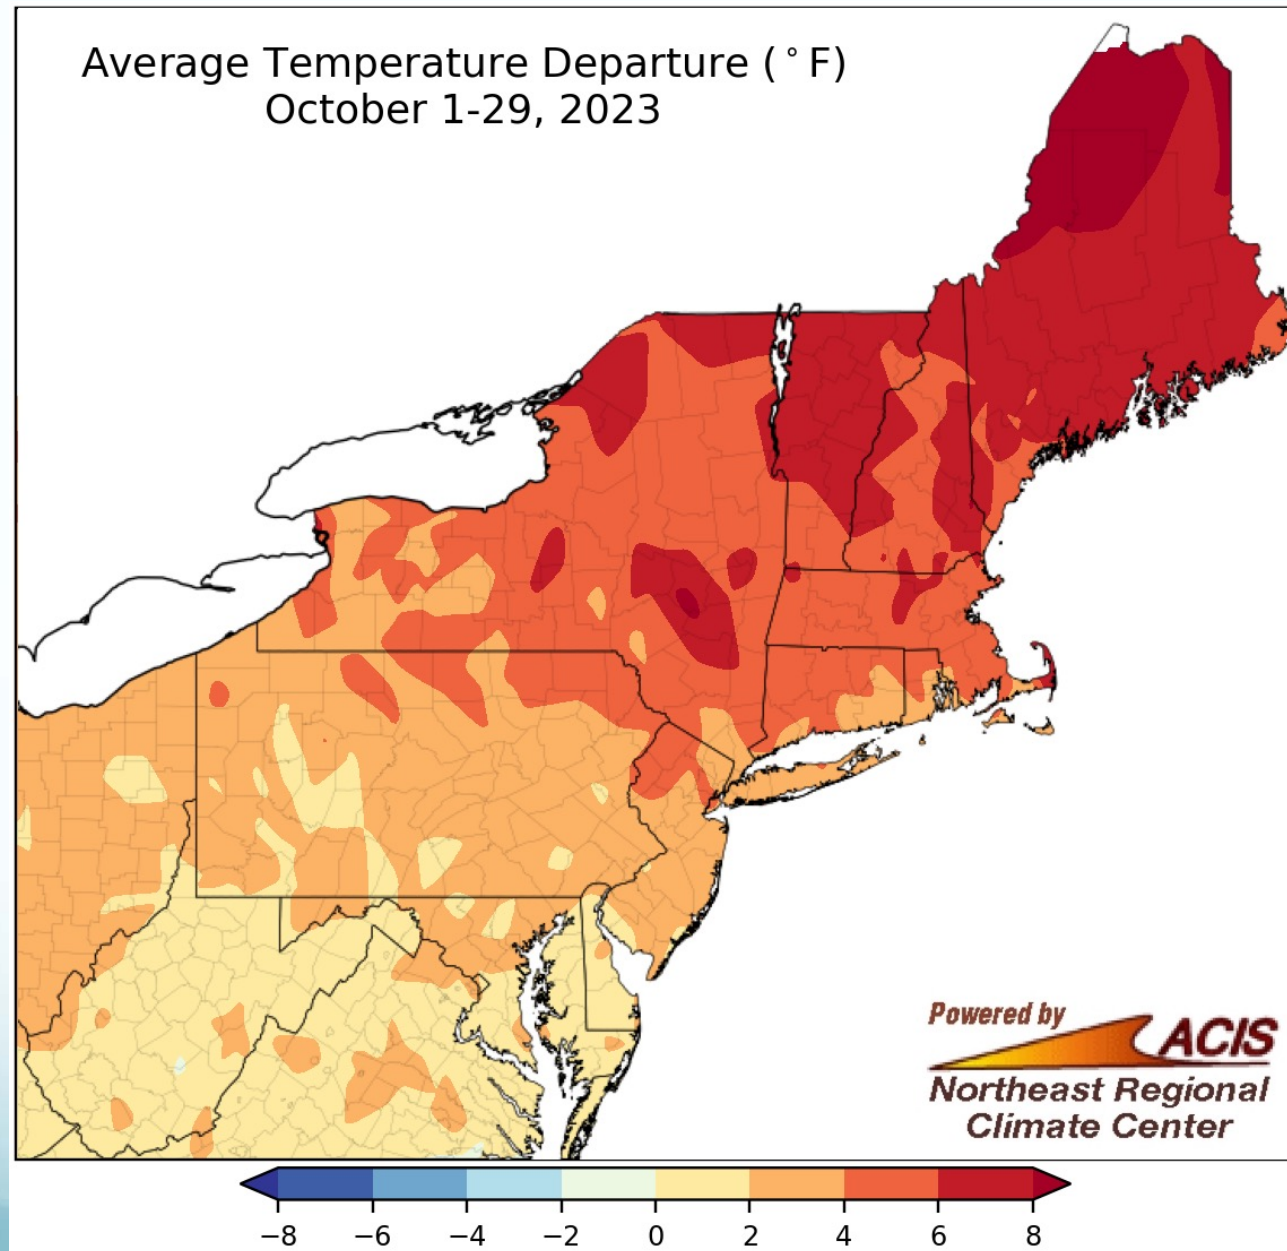 Average Temperature Departure (°F)
October 1-29, 2023
Powered by
ACIS
Northeast Regional
Climate Center
−8 −6 −4 −2 0 2 4 6 8